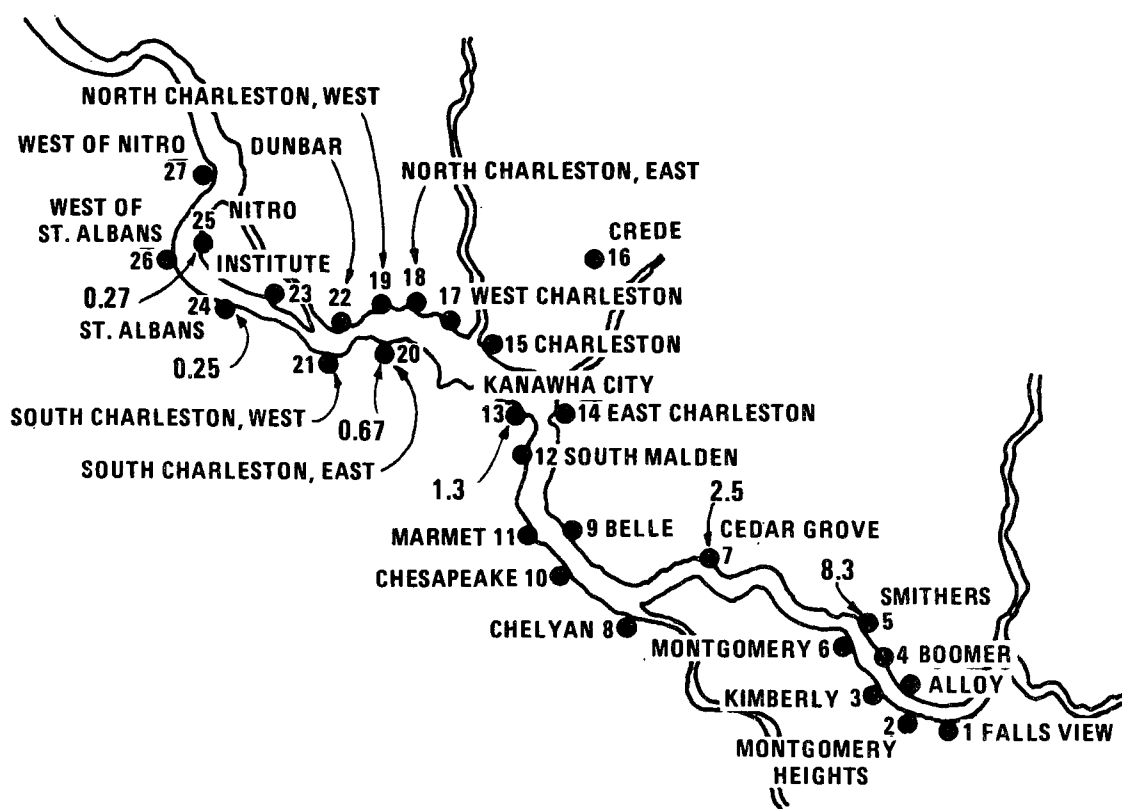 NORTH CHARLESTON, WEST
WEST OF NITRO
27
DUNBAR
NORTH CHARLESTON, EAST
WEST OF
ST. ALBANS
26
25
NITRO
CREDE
16
INSTITUTE
23
0.27
24
ST. ALBANS
22
19
18
17 WEST CHARLESTON
15 CHARLESTON
0.25
21
20
KANAWHA CITY
13
14 EAST CHARLESTON
SOUTH CHARLESTON, WEST
0.67
SOUTH CHARLESTON, EAST
12 SOUTH MALDEN
1.3
2.5
MARMET 11
9 BELLE
CEDAR GROVE
7
CHESAPEAKE 10
8.3
SMITHERS
5
CHELYAN 8
MONTGOMERY 6
4 BOOMER
ALLOY
KIMBERLY 3
2
1 FALLS VIEW
MONTGOMERY
HEIGHTS